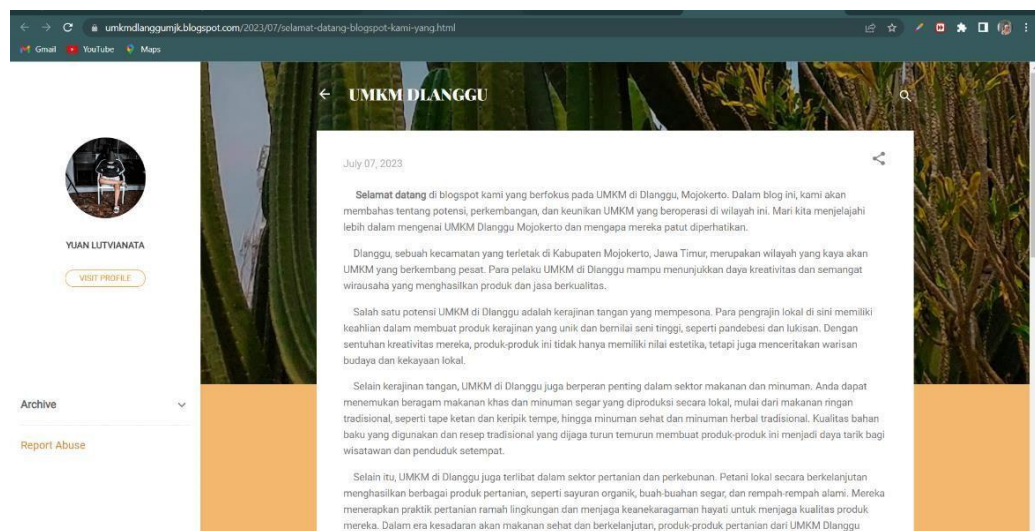 umkmdlanggumjk.blogspot.com/2023/07/selamat-datang-blogspot-kami-yang.html
Gmail YouTube Maps
UMKM DLANGGU
YUAN LUTVIANATA
VISIT PROFILE
Archive
Report Abuse
July 07, 2023
Selamat datang di blogspot kami yang berfokus pada UMKM di Dlanggu, Mojokerto. Dalam blog ini, kami akan
membahas tentang potensi, perkembangan, dan keunikan UMKM yang beroperasi di wilayah ini. Mari kita menjelajahi
lebih dalam mengenai UMKM Dlanggu Mojokerto dan mengapa mereka patut diperhatikan.
Dlanggu, sebuah kecamatan yang terletak di Kabupaten Mojokerto, Jawa Timur, merupakan wilayah yang kaya akan
UMKM yang berkembang pesat. Para pelaku UMKM di Dlanggu mampu menunjukkan daya kreativitas dan semangat
wirausaha yang menghasilkan produk dan jasa berkualitas.
Salah satu potensi UMKM di Dlanggu adalah kerajinan tangan yang mempesona. Para pengrajin lokal di sini memiliki
keahlian dalam membuat produk kerajinan yang unik dan bernilai seni tinggi, seperti pandebesi dan lukisan. Dengan
sentuhan kreativitas mereka, produk-produk ini tidak hanya memiliki nilai estetika, tetapi juga menceritakan warisan
budaya dan kekayaan lokal.
Selain kerajinan tangan, UMKM di Dlanggu juga berperan penting dalam sektor makanan dan minuman. Anda dapat
menemukan beragam makanan khas dan minuman segar yang diproduksi secara lokal, mulai dari makanan ringan
tradisional, seperti tape ketan dan keripik tempe, hingga minuman sehat dan minuman herbal tradisional. Kualitas bahan
baku yang digunakan dan resep tradisional yang dijaga turun temurun membuat produk-produk ini menjadi daya tarik bagi
wisatawan dan penduduk setempat.
Selain itu, UMKM di Dlanggu juga terlibat dalam sektor pertanian dan perkebunan. Petani lokal secara berkelanjutan
menghasilkan berbagai produk pertanian, seperti sayuran organik, buah-buahan segar, dan rempah-rempah alami. Mereka
menerapkan praktik pertanian ramah lingkungan dan menjaga keanekaragaman hayati untuk menjaga kualitas produk
mereka. Dalam era kesadaran akan makanan sehat dan berkelanjutan, produk-produk pertanian dari UMKM Dlanggu